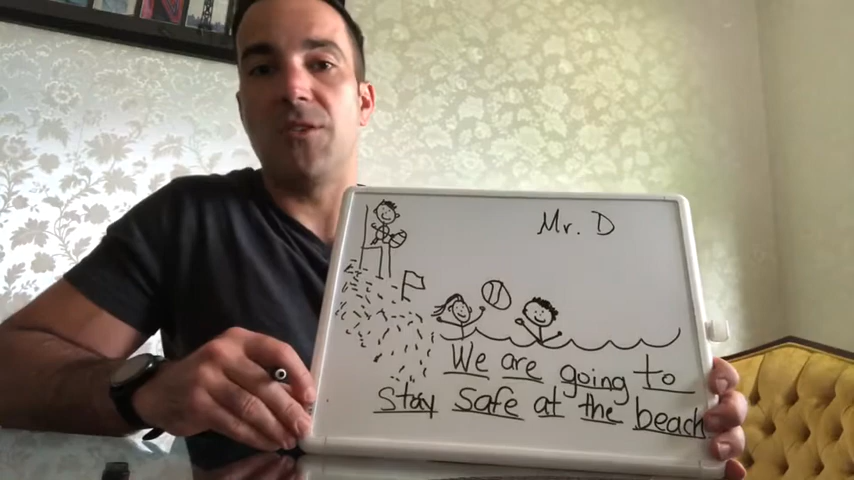 Mr. D
We are going to
Stay Safe at the beach